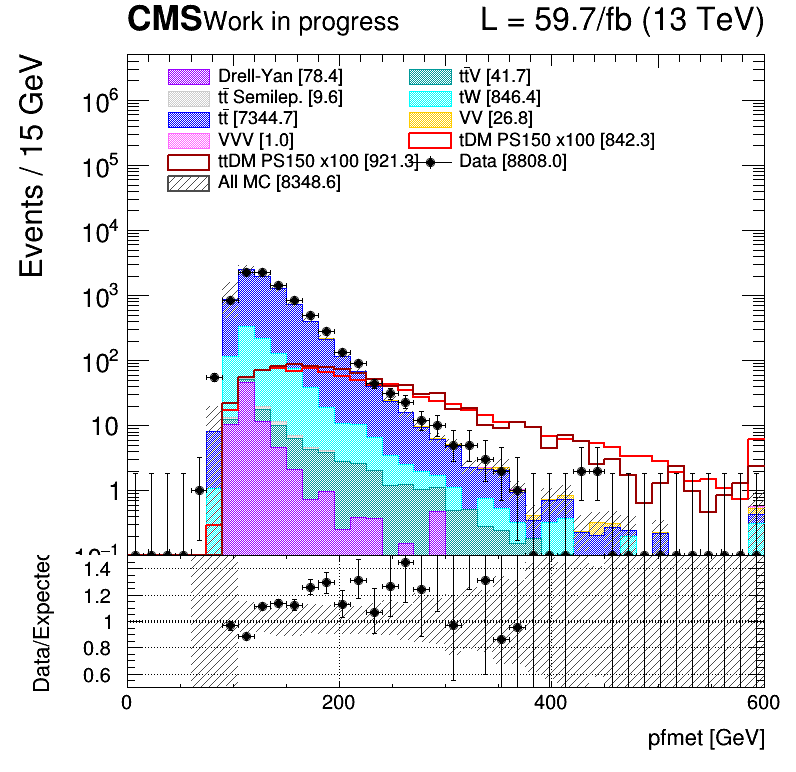 CMS Work in progress L = 59.7/fb (13 TeV)
Events / 15 GeV
Drell-Yan [78.4] tt̄V [41.7]
tt̄ Semilep. [9.6] tW [846.4]
tt̄ [7344.7] VV [26.8]
VVV [1.0] tDM PS150 x100 [842.3]
ttDM PS150 x100 [921.3] Data [8808.0]
All MC [8348.6]
10⁶
10⁵
10⁴
10³
10²
10
1
10⁻¹
Data/Expected
1.4
1.2
1
0.8
0.6
0 200 400 600
pfmet [GeV]